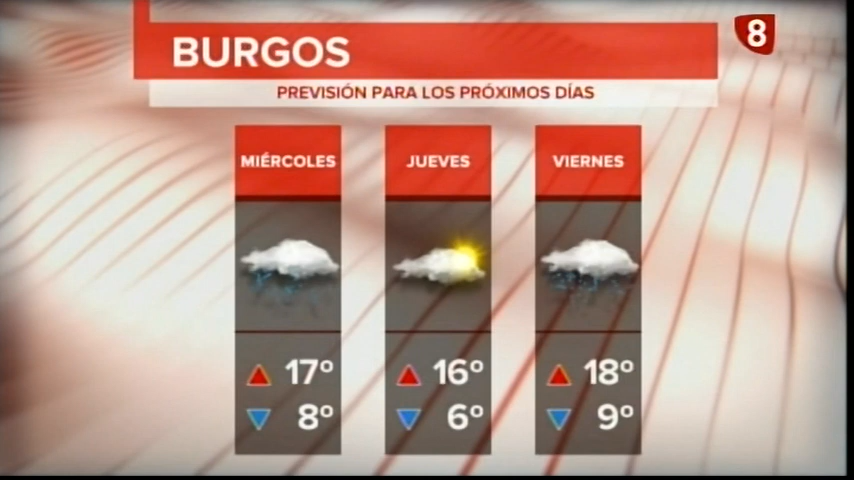 8
BURGOS
PREVISIÓN PARA LOS PRÓXIMOS DÍAS
MIÉRCOLES JUEVES VIERNES
17º 16º 18º
8º 6º 9º